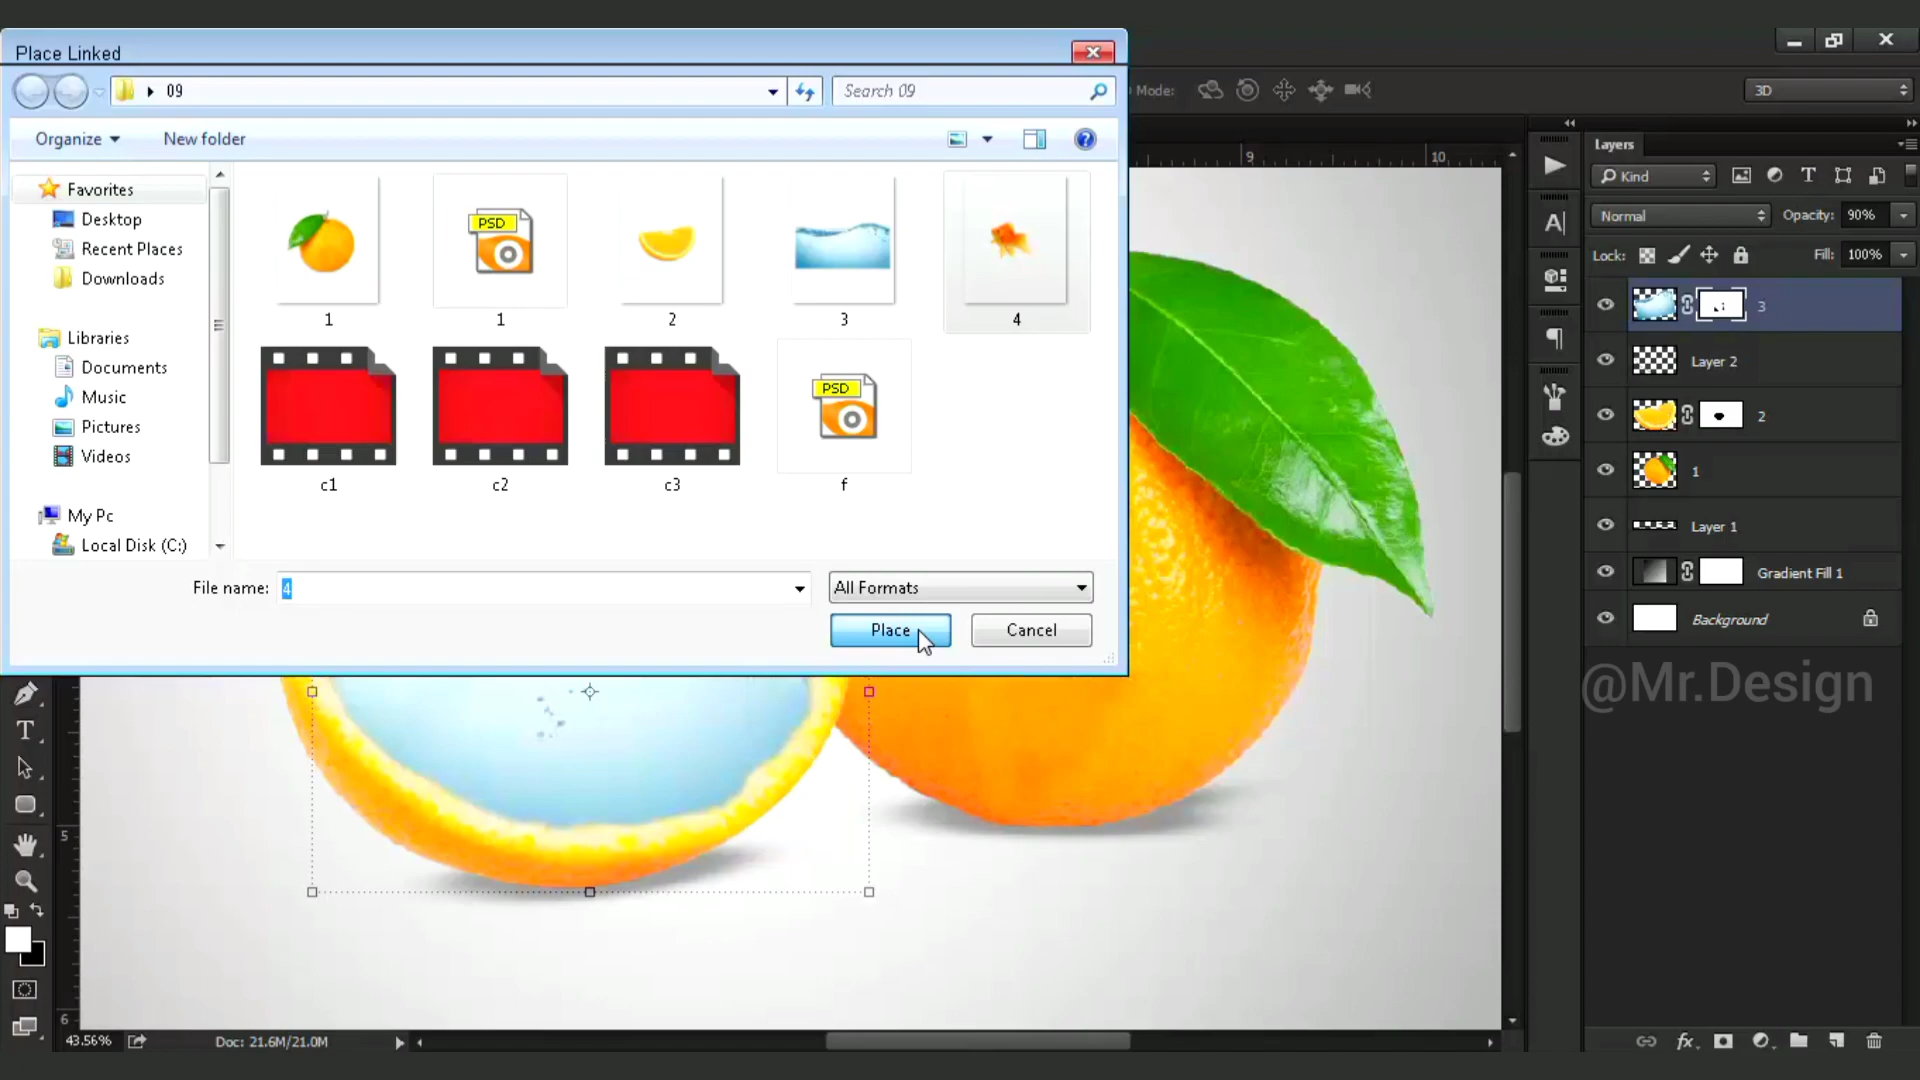 Place Linked
09
Search 09
Organize
New folder
Favorites
Desktop
Recent Places
Downloads
Libraries
Documents
Music
Pictures
Videos
My Pc
Local Disk (C:)
PSD
1
1
2
3
4
PSD
c1
c2
c3
f
File name:
4
All Formats
Place
Cancel
Mode:
3D
9
10
Layers
Kind
Normal
Opacity:
90%
Lock:
Fill:
100%
3
Layer 2
2
1
Layer 1
Gradient Fill 1
Background
@Mr.Design
5
6
43.56%
Doc: 21.6M/21.0M
fx